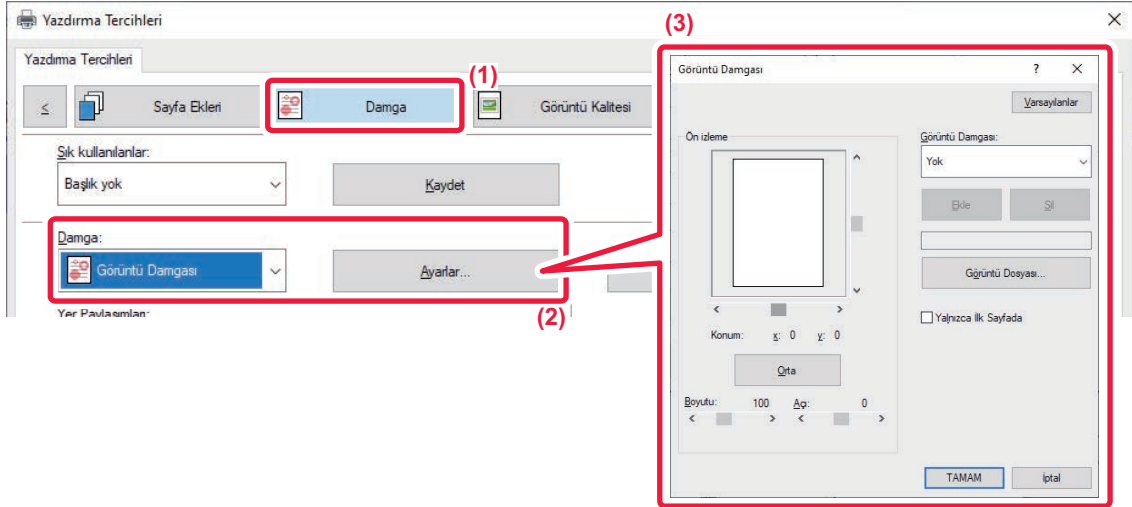 Yazdırma Tercihleri
(3)
Yazdırma Tercihleri
(1)
≤ Sayfa Ekleri Damga Görüntü Kalitesi
Sık kullanılanlar:
Başlık yok Kaydet
Damga:
Görüntü Damgası Ayarlar...
(2)
Yer Paylaşımları:
Görüntü Damgası ?
Varsayılanlar
Ön izleme
Görüntü Damgası:
Yok
Ekle Sil
Görüntü Dosyası...
Yalnızca İlk Sayfada
Konum: x: 0 y: 0
Orta
Boyutu: 100 Açı: 0
TAMAM İptal